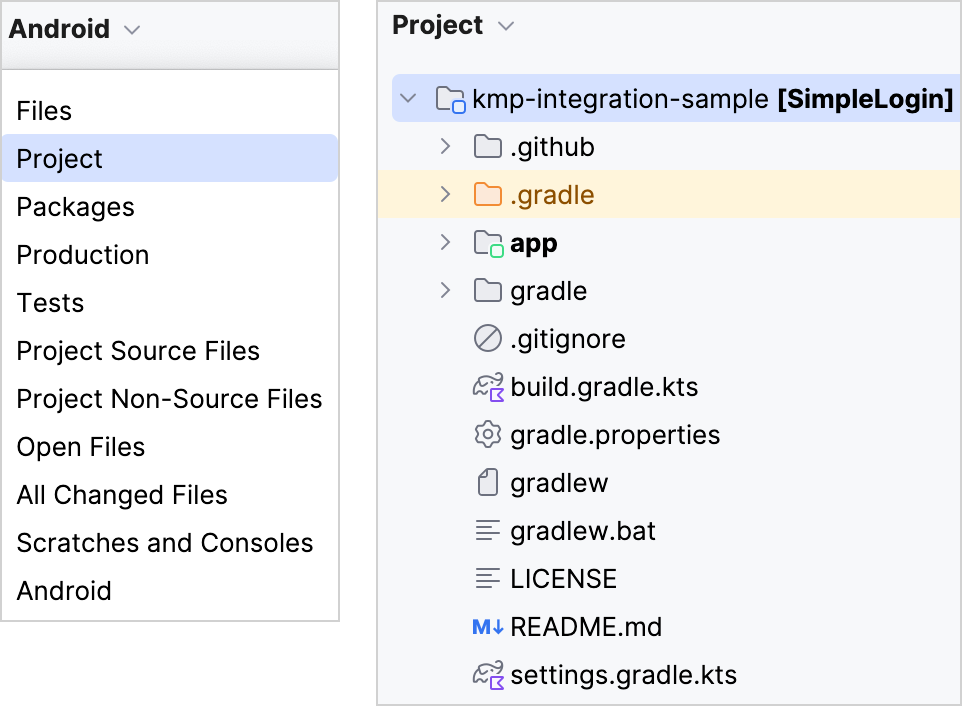 Android
Files
Project
Packages
Production
Tests
Project Source Files
Project Non-Source Files
Open Files
All Changed Files
Scratches and Consoles
Android
Project
kmp-integration-sample [SimpleLogin]
.github
.gradle
app
gradle
.gitignore
build.gradle.kts
gradle.properties
gradlew
gradlew.bat
LICENSE
M↓ README.md
settings.gradle.kts